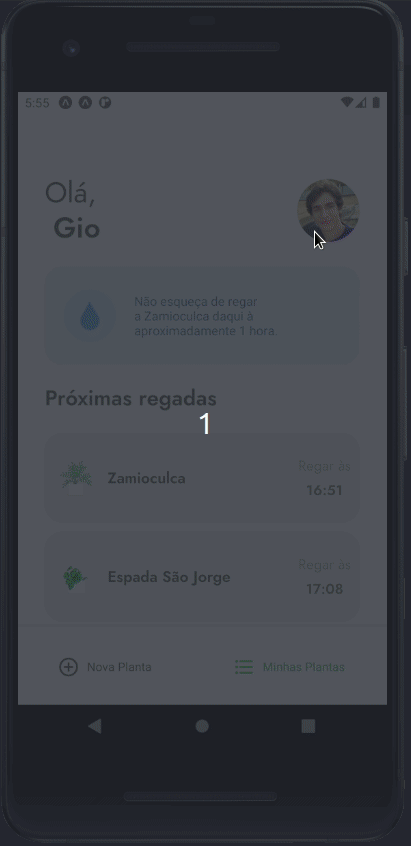 5:55
Olá,
Gio
Não esqueça de regar
a Zamioculca daqui à
aproximadamente 1 hora.
Próximas regadas
1
Zamioculca
Regar às
16:51
Espada São Jorge
Regar às
17:08
Nova Planta
Minhas Plantas